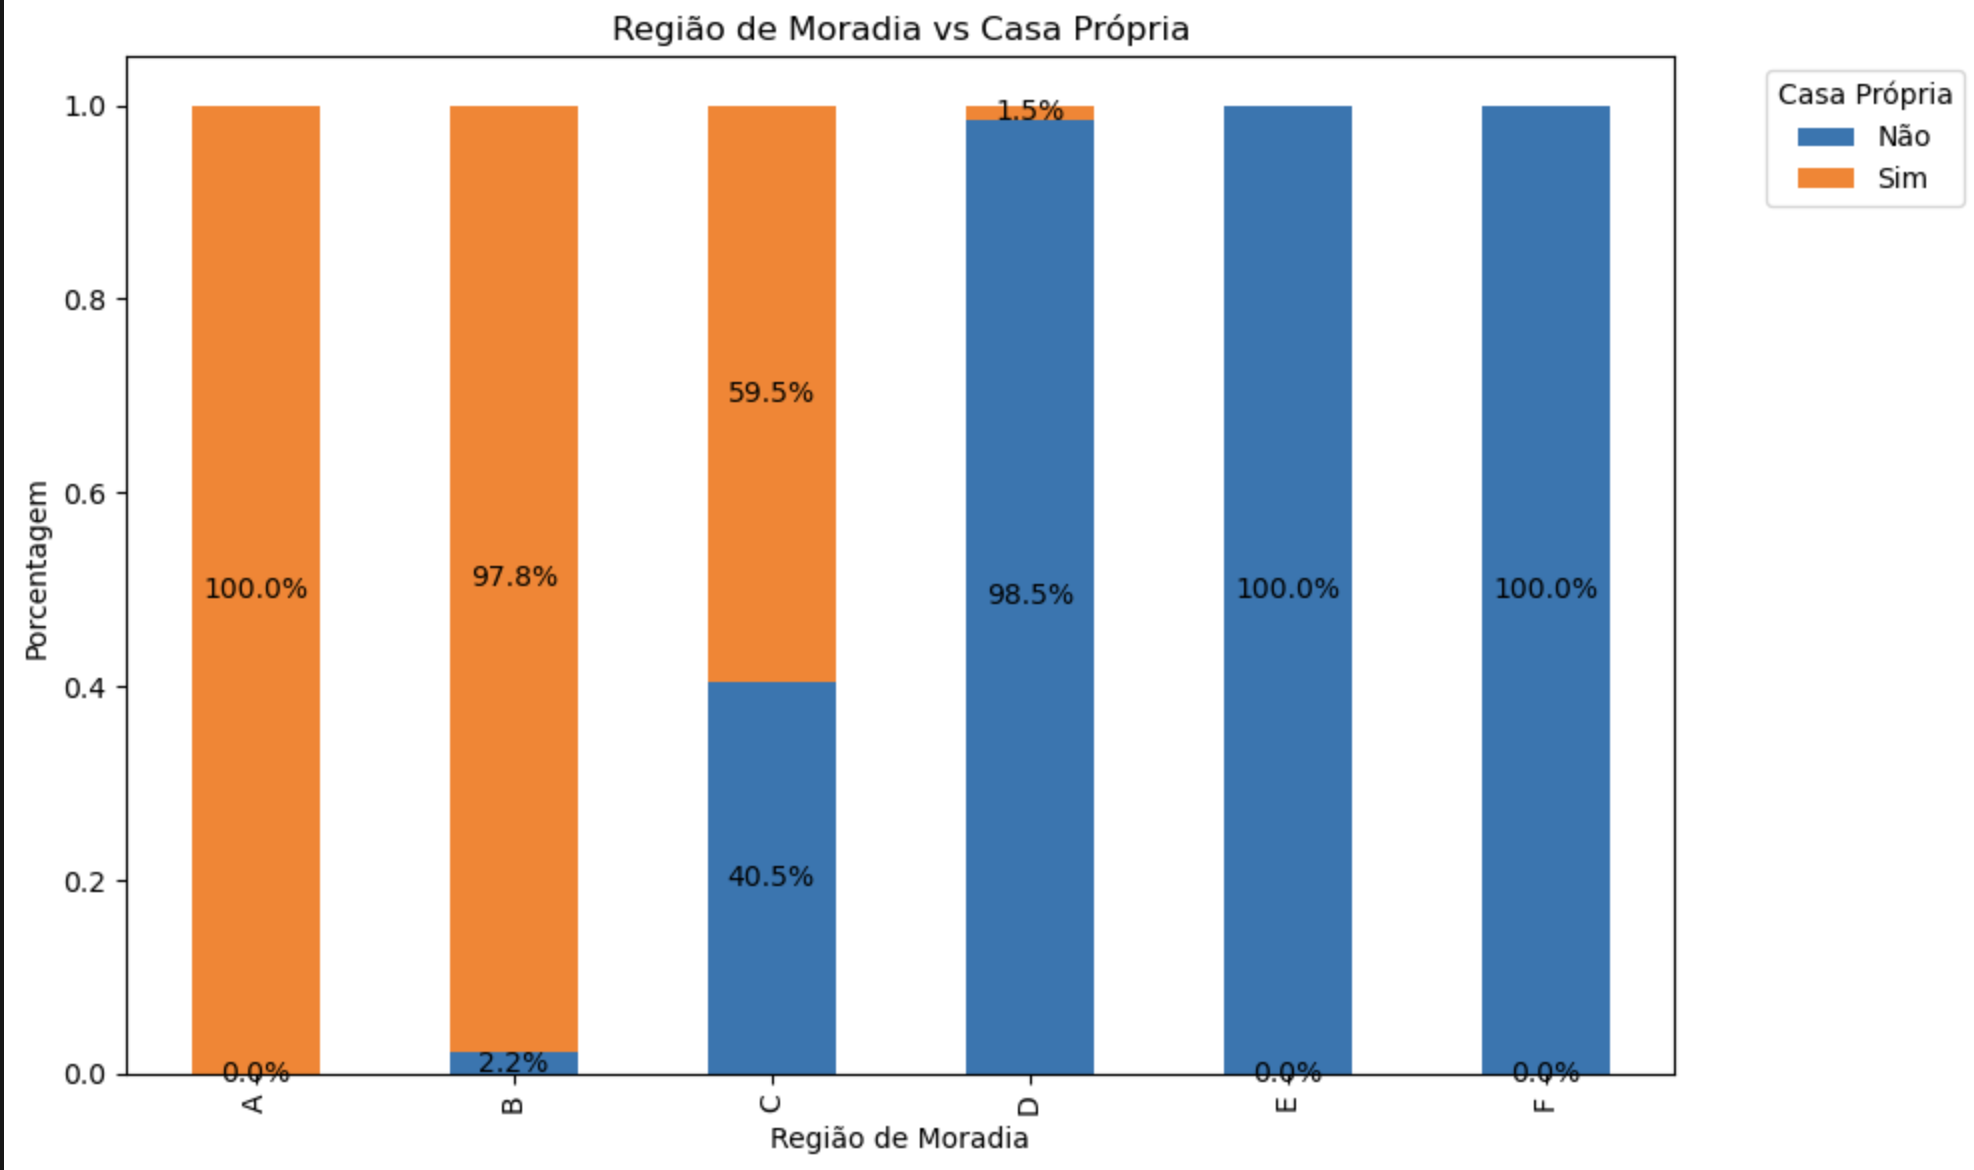 Região de Moradia vs Casa Própria
Casa Própria
Não
Sim
Porcentagem
1.0
0.8
0.6
0.4
0.2
0.0
100.0%
0.0%
97.8%
2.2%
59.5%
40.5%
1.5%
98.5%
100.0%
0.0%
100.0%
0.0%
A
B
C
D
E
F
Região de Moradia